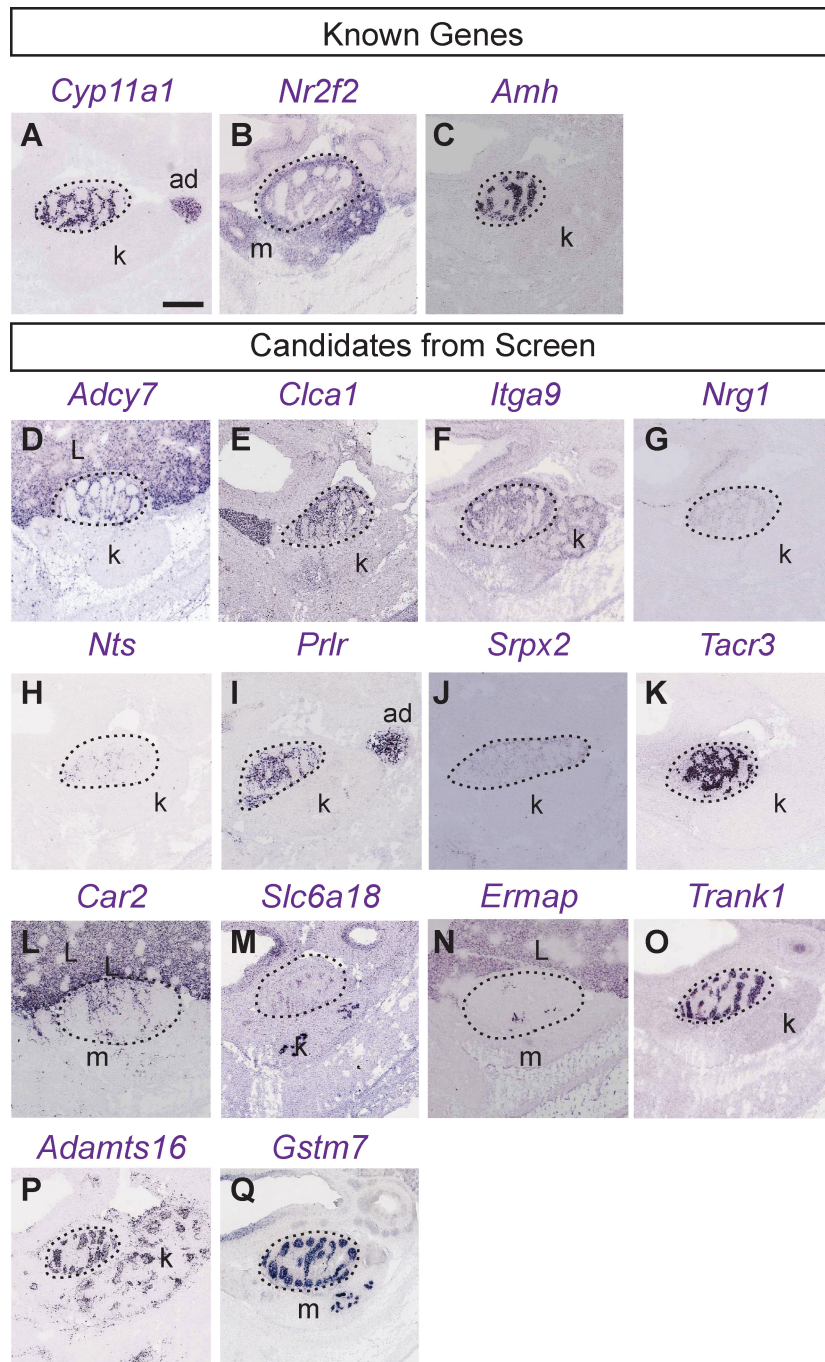 Known Genes
Cyp11a1 Nr2f2 Amh
A B C
ad
k m k
Candidates from Screen
Adcy7 Clca1 Itga9 Nrg1
D E F G
L
k k k k
Nts Prlr Srpx2 Tacr3
H I J K
ad
k k k k
Car2 Slc6a18 Ermap Trank1
L M N O
L L L
m k m k
Adamts16 Gstm7
P Q
k
m